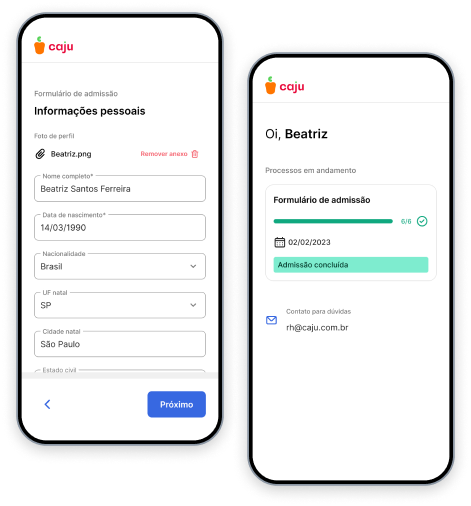 caju
Formulário de admissão
Informações pessoais
Foto de perfil
Beatriz.png
Remover anexo
Nome completo*
Beatriz Santos Ferreira
Data de nascimento*
14/03/1990
Nacionalidade
Brasil
UF natal
SP
Cidade natal
São Paulo
Estado civil
Próximo
caju
Oi, Beatriz
Processos em andamento
Formulário de admissão
6/6
02/02/2023
Admissão concluída
Contato para dúvidas
rh@caju.com.br